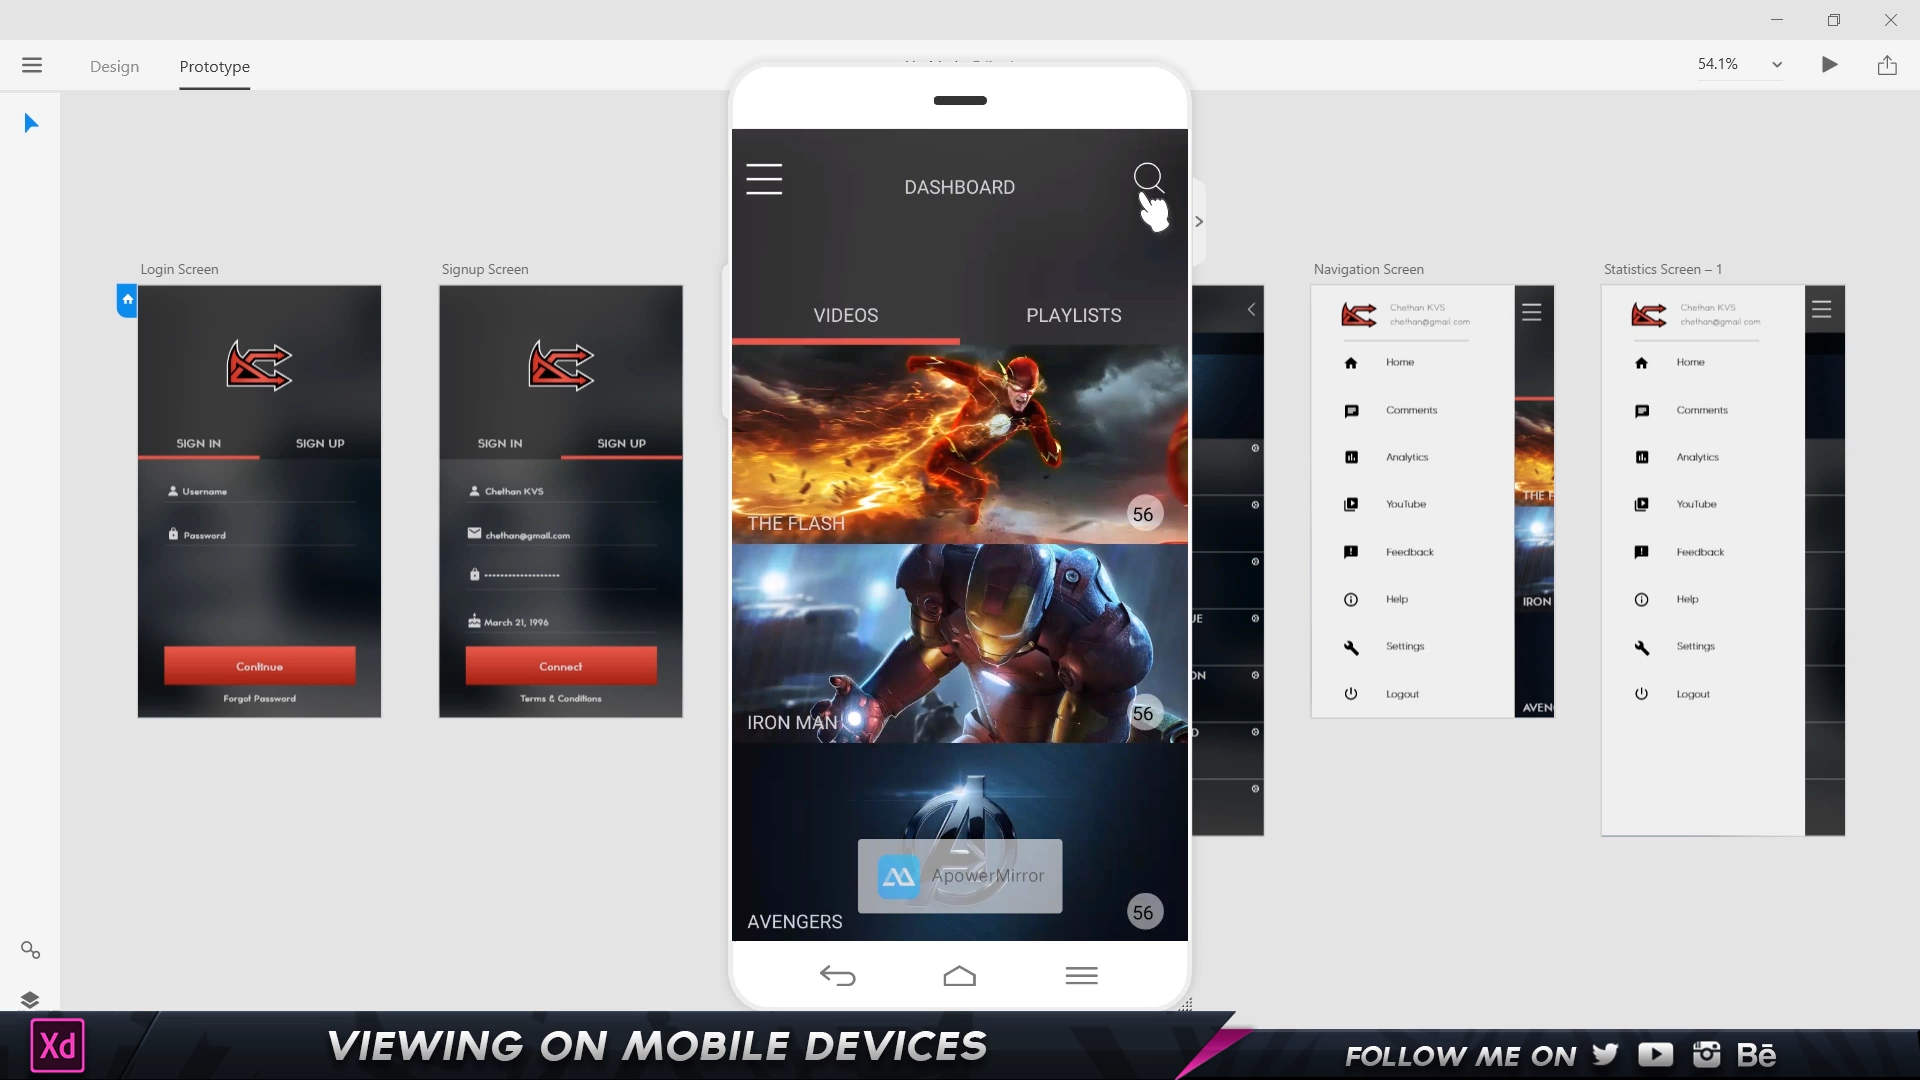 Design
Prototype
54.1%
DASHBOARD
VIDEOS
PLAYLISTS
THE FLASH
56
IRON MAN
56
AVENGERS
56
ApowerMirror
Login Screen
SIGN IN
SIGN UP
Username
Password
Continue
Forgot Password
Signup Screen
SIGN IN
SIGN UP
Chethan KVS
chethan@gmail.com
March 21, 1996
Connect
Terms & Conditions
Navigation Screen
Chethan KVS
chethan@gmail.com
Home
Comments
Analytics
YouTube
Feedback
Help
Settings
Logout
IRON
Statistics Screen – 1
Chethan KVS
chethan@gmail.com
Home
Comments
Analytics
YouTube
Feedback
Help
Settings
Logout
Xd
VIEWING ON MOBILE DEVICES
FOLLOW ME ON
Bē